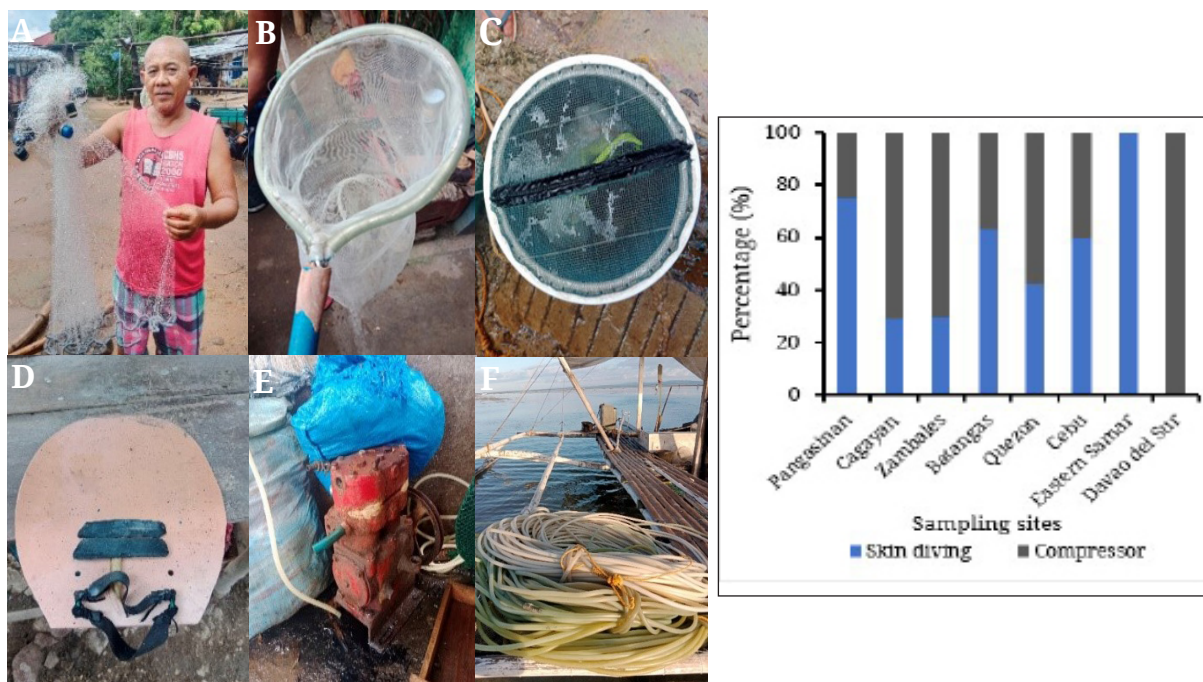 A
B
C
D
E
F
2050
100
80
60
40
20
0
Percentage (%)
Pangasinan
Cagayan
Zambales
Batangas
Quezon
Cebu
Eastern Samar
Davao del Sur
Sampling sites
Skin diving
Compressor